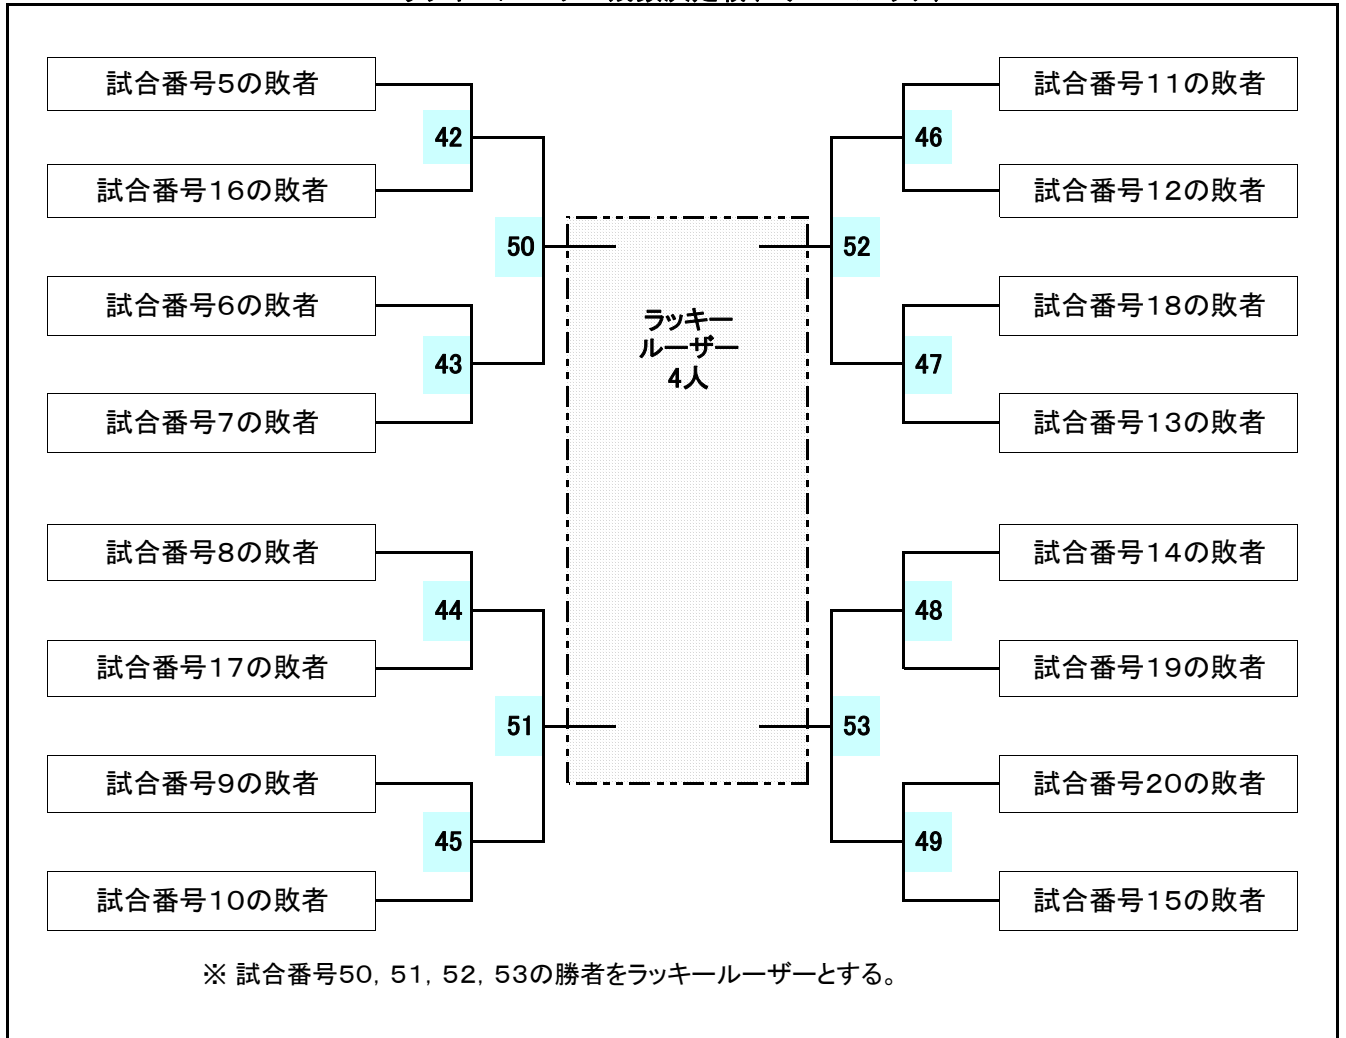 試合番号5の敗者
42
試合番号16の敗者
50
試合番号6の敗者
43
試合番号7の敗者
試合番号8の敗者
44
試合番号17の敗者
51
試合番号9の敗者
45
試合番号10の敗者
ラッキー
ルーザー
4人
試合番号11の敗者
46
試合番号12の敗者
52
試合番号18の敗者
47
試合番号13の敗者
試合番号14の敗者
48
試合番号19の敗者
53
試合番号20の敗者
49
試合番号15の敗者
※ 試合番号50, 51, 52, 53の勝者をラッキールーザーとする。